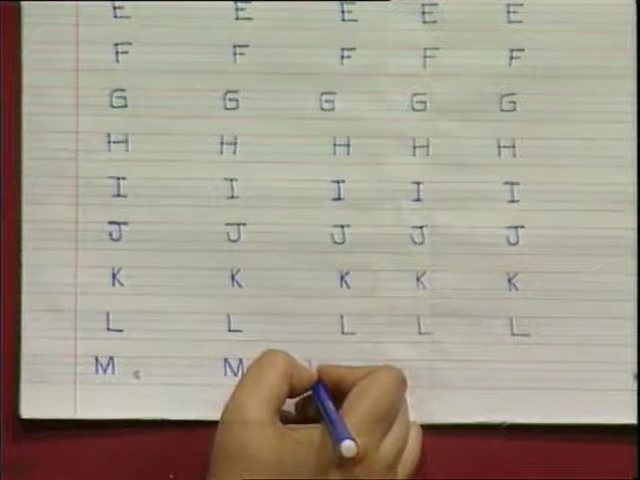 E E E E E
F F F F F
G G G G G
H H H H H
I I I I I
J J J J J
K K K K K
L L L L L
M M